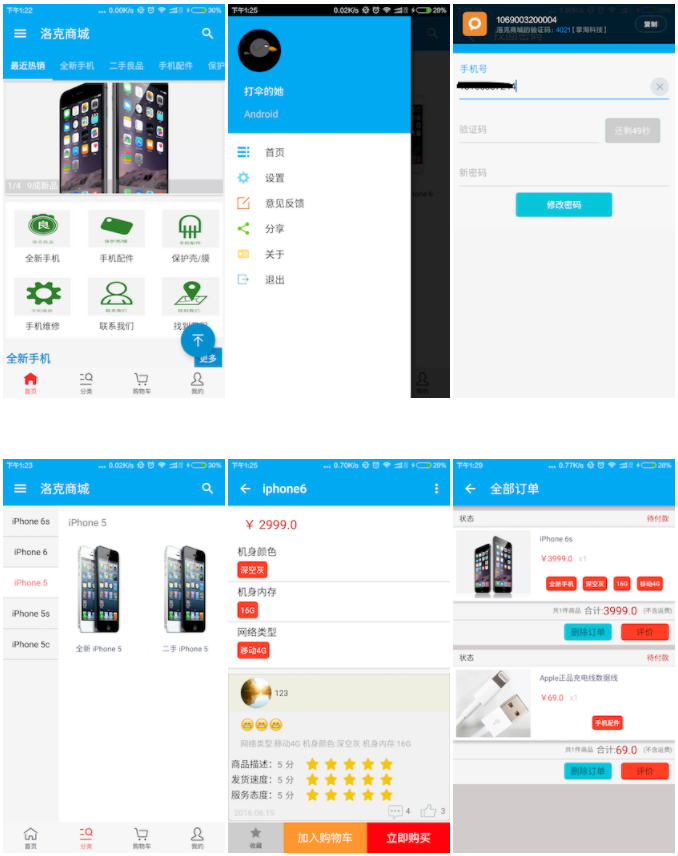 下午1:22
0.00K/s
30%
洛克商城
最近热销 全新手机 二手良品 手机配件 保护
1/4 9成新品
全新手机 手机配件 保护壳/膜
手机维修 联系我们
全新手机
更多
首页 分类 购物车 我的
下午1:25
0.02K/s
29%
打伞的她
Android
首页
设置
意见反馈
分享
关于
退出
1069003200004
洛克商城的验证码：4021【掌淘科技】
复制
找回密码
手机号
验证码
还剩49秒
新密码
修改密码
下午1:23
0.02K/s
30%
洛克商城
iPhone 6s
iPhone 6
iPhone 5
iPhone 5s
iPhone 5c
iPhone 5
全新 iPhone 5 二手 iPhone 5
首页 分类 购物车 我的
下午1:25
0.70K/s
29%
iphone6
￥ 2999.0
机身颜色
深空灰
机身内存
16G
网络类型
移动4G
123
网络类型:移动4G 机身颜色:深空灰 机身内存:16G
商品描述：5 分
发货速度：5 分
服务态度：5 分
2016.06.19
4 3
收藏 加入购物车 立即购买
下午1:29
0.77K/s
28%
全部订单
状态 待付款
iPhone 6s
￥3999.0 x1
全新手机 深空灰 16G 移动4G
共1件商品 合计:3999.0 (不含运费)
删除订单 评价
状态 待付款
Apple正品充电线数据线
￥69.0 x1
手机配件
共1件商品 合计:69.0 (不含运费)
删除订单 评价